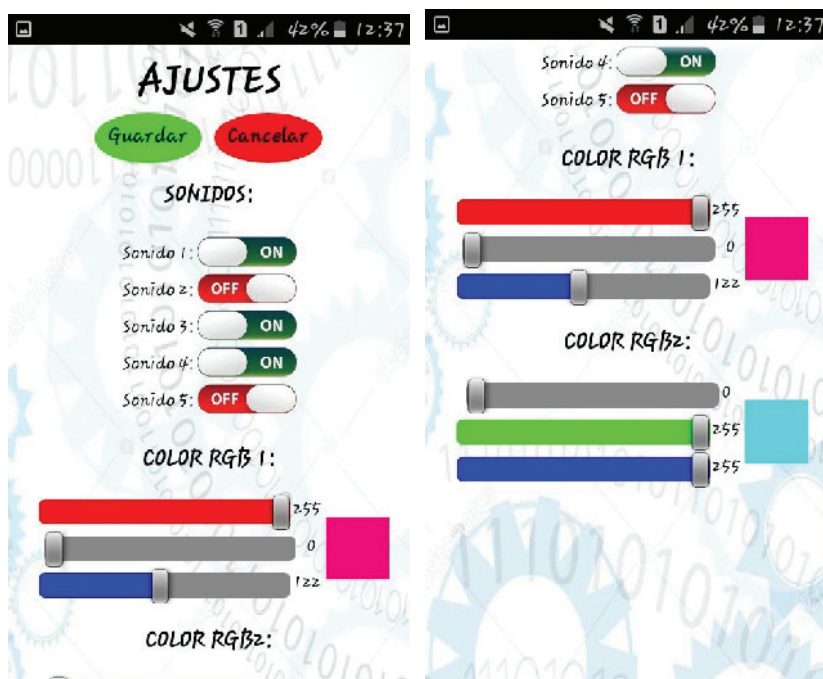 42% 12:37
AJUSTES
Guardar Cancelar
SONIDOS:
Sonido 1: ON
Sonido 2: OFF
Sonido 3: ON
Sonido 4: ON
Sonido 5: OFF
COLOR RGB 1:
255
0
122
COLOR RGB2:
42% 12:37
Sonido 4: ON
Sonido 5: OFF
COLOR RGB 1:
255
0
122
COLOR RGB2:
0
255
255